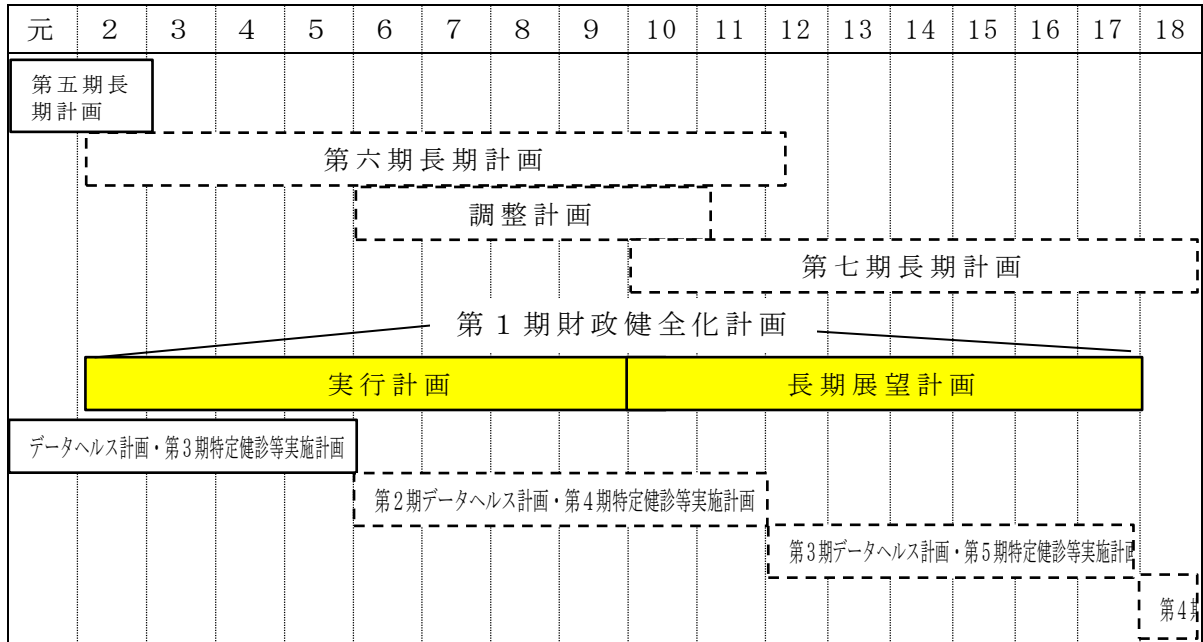 元 2 3 4 5 6 7 8 9 10 11 12 13 14 15 16 17 18
第五期長
期計画
第六期長期計画
調整計画
第七期長期計画
第1期財政健全化計画
実行計画 長期展望計画
データヘルス計画・第3期特定健診等実施計画
第2期データヘルス計画・第4期特定健診等実施計画
第3期データヘルス計画・第5期特定健診等実施計
第4